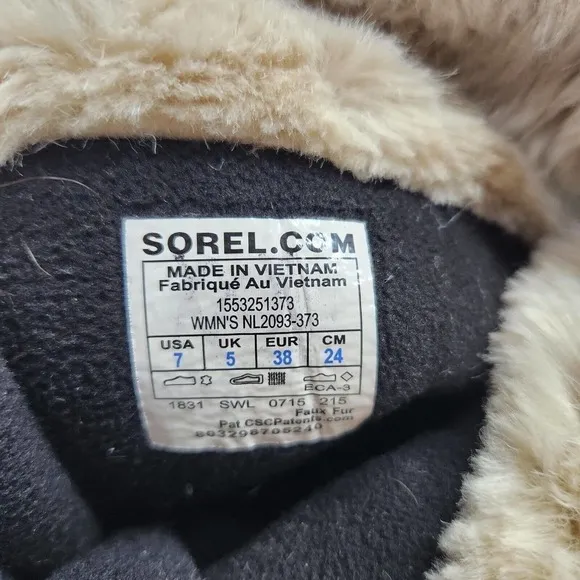 SOREL.COM
MADE IN VIETNAM
Fabriqué Au Vietnam
1553251373
WMN'S NL2093-373
USA UK EUR CM
7 5 38 24
ECA-3
1831 SWL 0715 215
Faux Fur
Pat CSCPatents.com